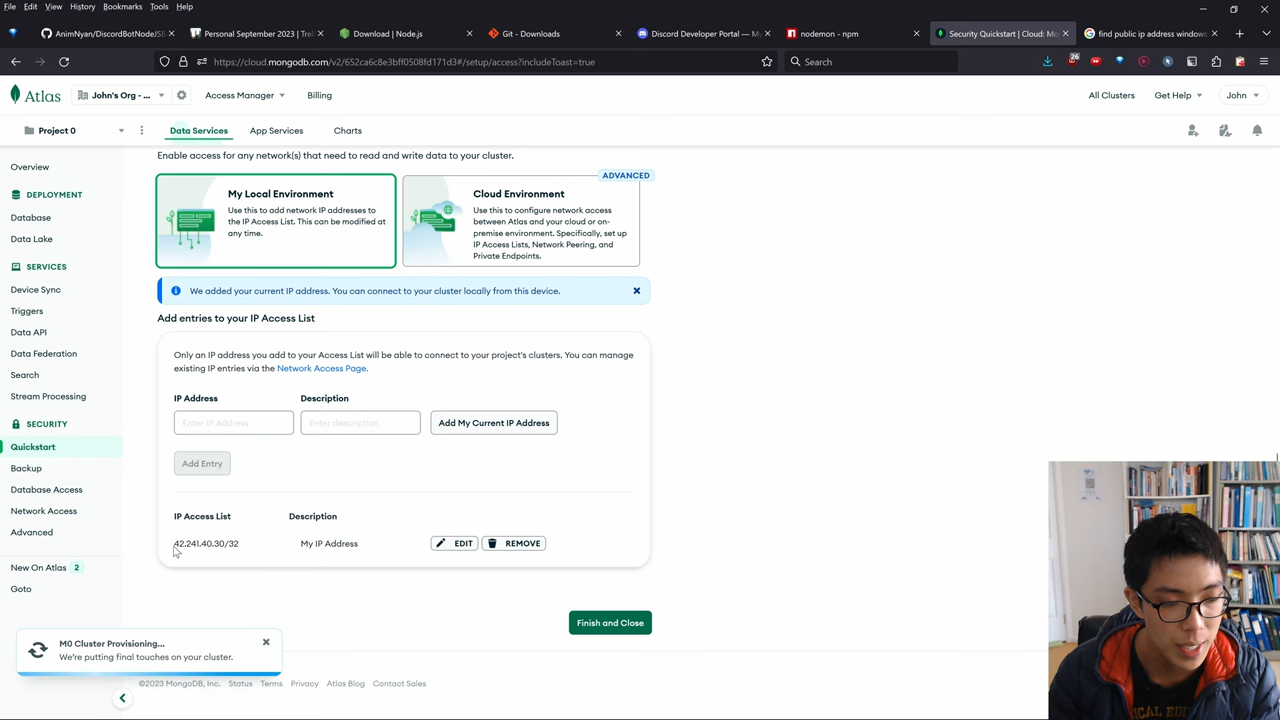 File Edit View History Bookmarks Tools Help
AnimNyan/DiscordBotNodeJSB
Personal September 2023 | Trell
Download | Node.js
Git - Downloads
Discord Developer Portal — My
nodemon - npm
Security Quickstart | Cloud: Mo
find public ip address windows
https://cloud.mongodb.com/v2/652ca6c8e3bff0508fd171d3#/setup/access?includeToast=true
Search
26
Atlas
John's Org - ...
Access Manager
Billing
All Clusters
Get Help
John
Project 0
Data Services
App Services
Charts
Overview
DEPLOYMENT
Database
Data Lake
SERVICES
Device Sync
Triggers
Data API
Data Federation
Search
Stream Processing
SECURITY
Quickstart
Backup
Database Access
Network Access
Advanced
New On Atlas 2
Goto
Enable access for any network(s) that need to read and write data to your cluster.
My Local Environment
Use this to add network IP addresses to
the IP Access List. This can be modified at
any time.
ADVANCED
Cloud Environment
Use this to configure network access
between Atlas and your cloud or on-
premise environment. Specifically, set up
IP Access Lists, Network Peering, and
Private Endpoints.
We added your current IP address. You can connect to your cluster locally from this device.
Add entries to your IP Access List
Only an IP address you add to your Access List will be able to connect to your project's clusters. You can manage
existing IP entries via the Network Access Page.
IP Address
Description
Enter IP Address
Enter description
Add My Current IP Address
Add Entry
IP Access List
Description
42.241.40.30/32
My IP Address
EDIT
REMOVE
Finish and Close
M0 Cluster Provisioning...
We're putting final touches on your cluster.
©2023 MongoDB, Inc. Status Terms Privacy Atlas Blog Contact Sales